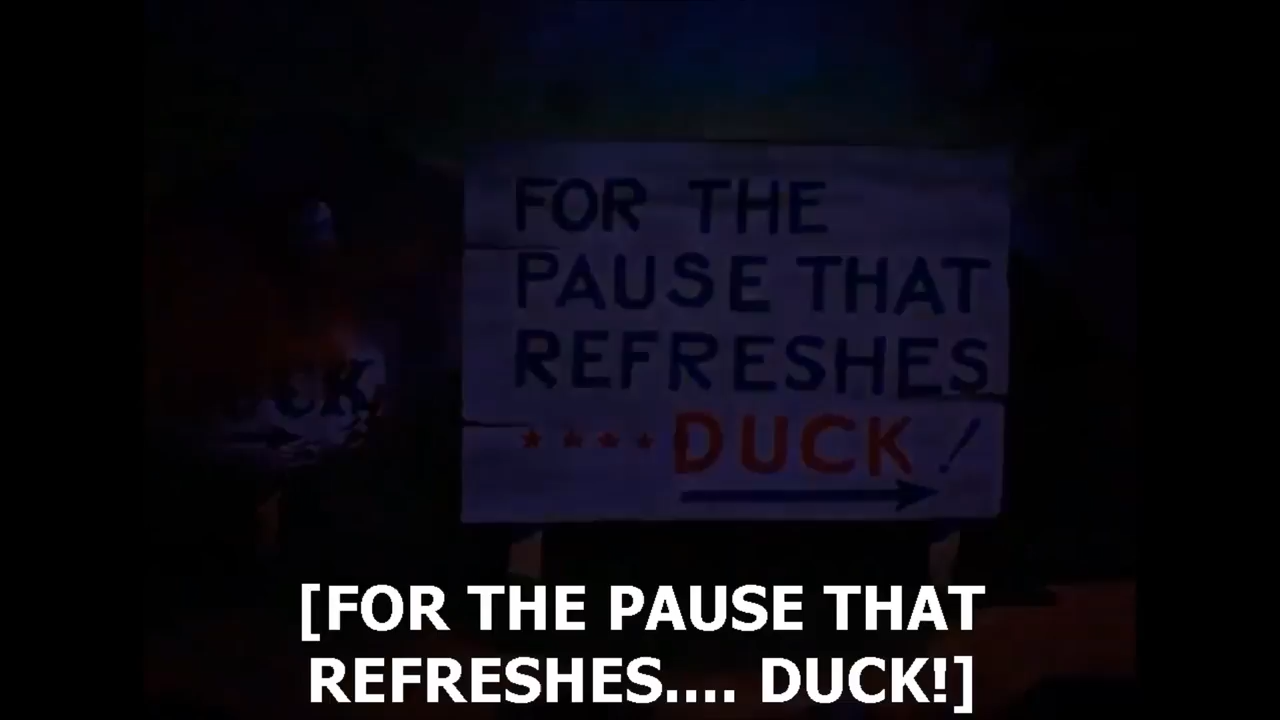 FOR THE
PAUSE THAT
REFRESHES
★★★★ DUCK!
[FOR THE PAUSE THAT
REFRESHES.... DUCK!]